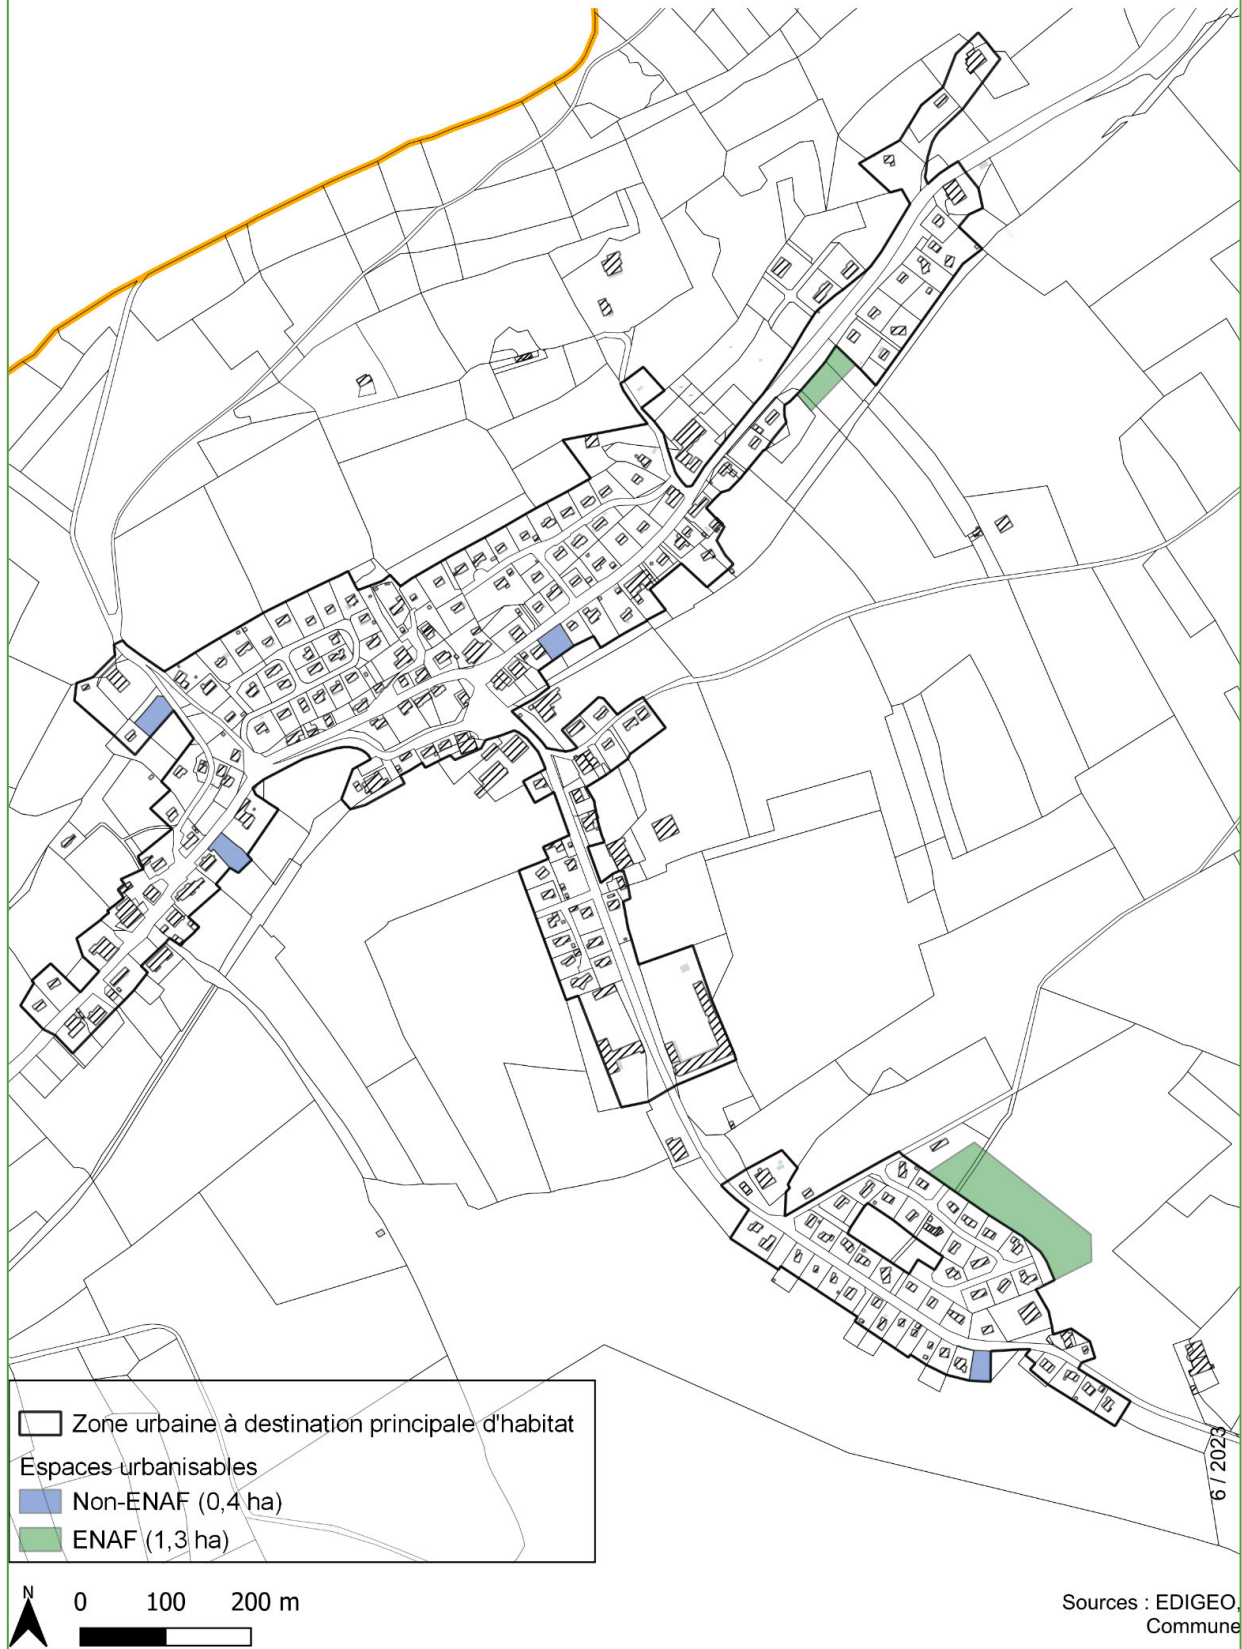 Zone urbaine à destination principale d'habitat
Espaces urbanisables
Non-ENAF (0,4 ha)
ENAF (1,3 ha)
6 / 2023
N
0 100 200 m
Sources : EDIGEO,
Commune